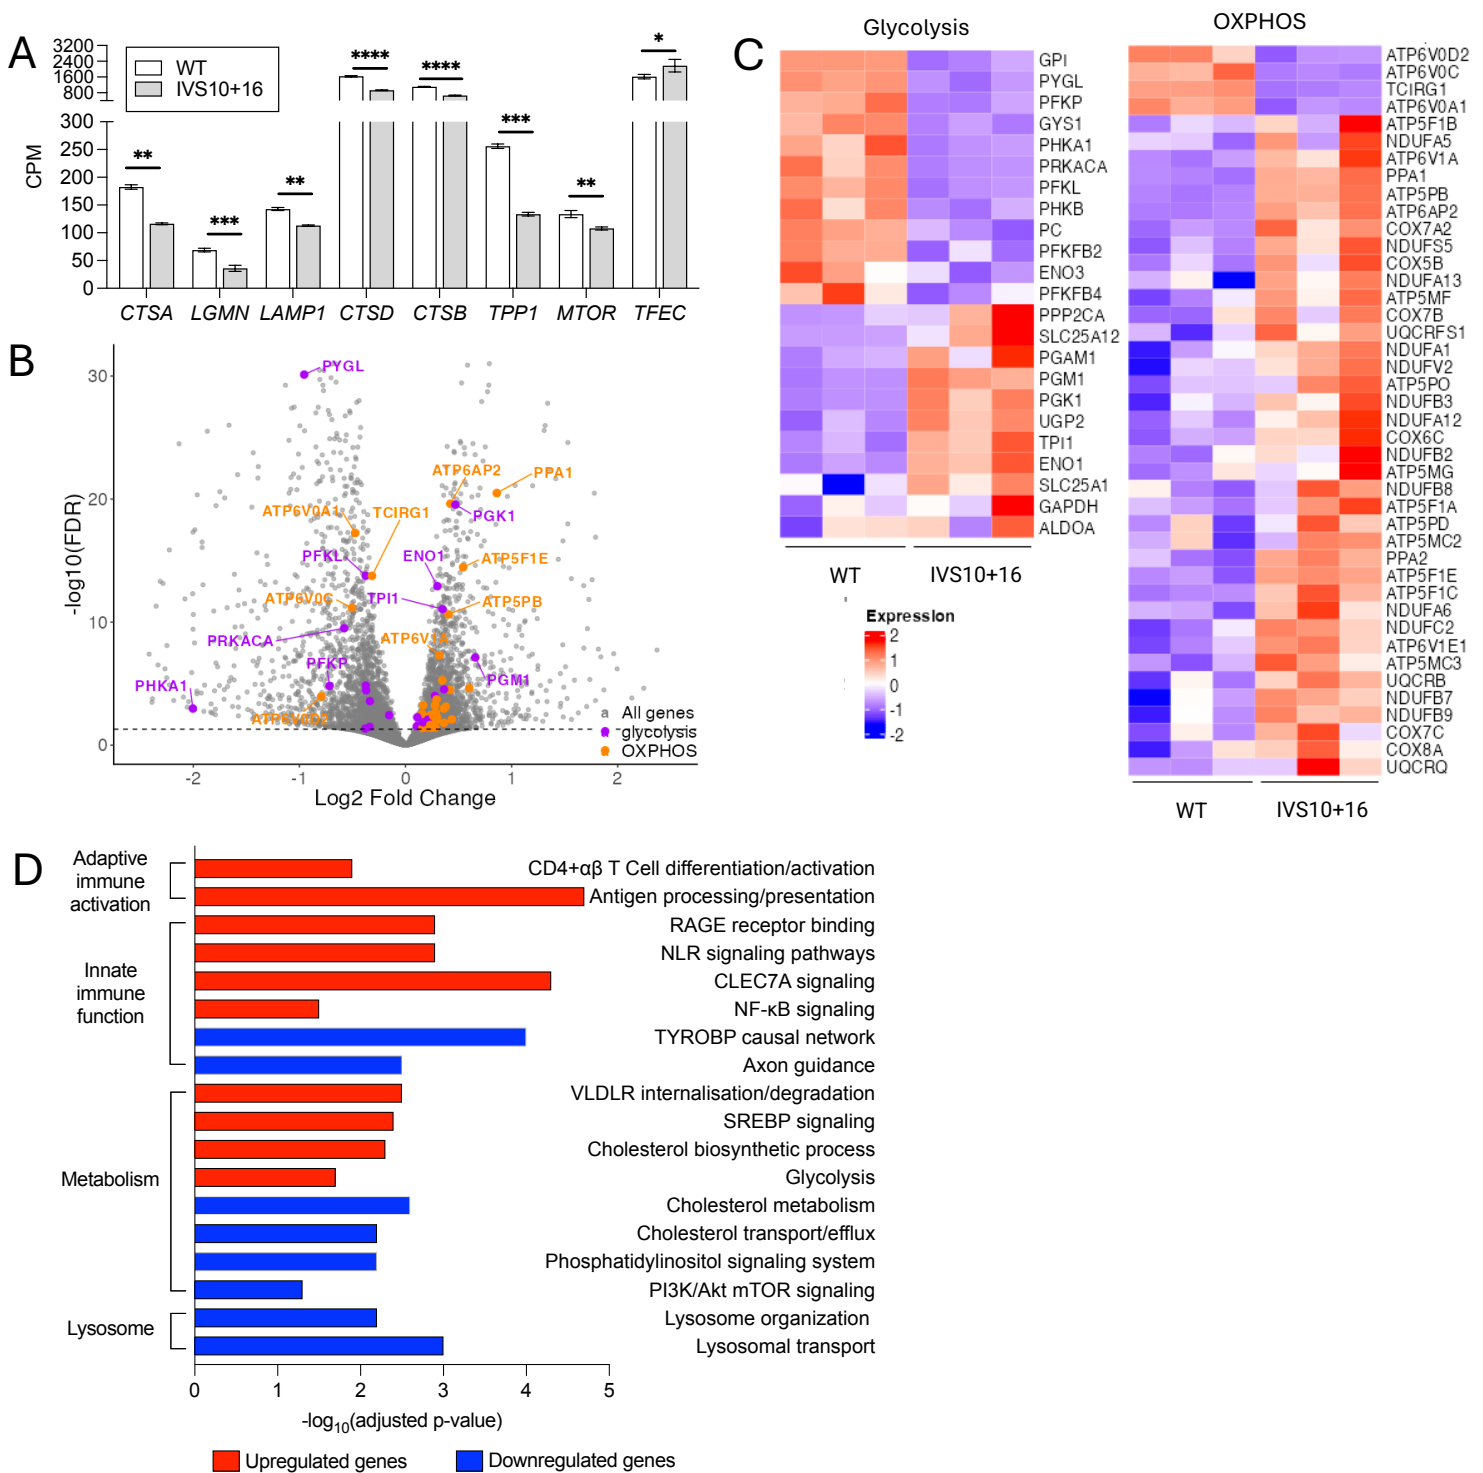 A
3200
2400
1600
800
300
250
200
150
100
50
0
CPM
WT
IVS10+16
**
***
**
****
****
***
**
*
CTSA LGMN LAMP1 CTSD CTSB TPP1 MTOR TFEC
B
30
20
10
0
-log10(FDR)
PYGL
ATP6AP2
PPA1
ATP6V0A1
TCIRG1
PGK1
PFKL
ENO1
ATP5F1E
ATP6V0C
TPI1
ATP5PB
PRKACA
ATP6V1A
PFKP
PGM1
PHKA1
ATP6V0D2
a All genes
glycolysis
OXPHOS
-2 -1 0 1 2
Log2 Fold Change
C
Glycolysis
GPI
PYGL
PFKP
GYS1
PHKA1
PRKACA
PFKL
PHKB
PC
PFKFB2
ENO3
PFKFB4
PPP2CA
SLC25A12
PGAM1
PGM1
PGK1
UGP2
TPI1
ENO1
SLC25A1
GAPDH
ALDOA
WT IVS10+16
Expression
2
1
0
-1
-2
OXPHOS
ATP6V0D2
ATP6V0C
TCIRG1
ATP6V0A1
ATP5F1B
NDUFA5
ATP6V1A
PPA1
ATP5PB
ATP6AP2
COX7A2
NDUFS5
COX5B
NDUFA13
ATP5MF
COX7B
UQCRFS1
NDUFA1
NDUFV2
ATP5PO
NDUFB3
NDUFA12
COX6C
NDUFB2
ATP5MG
NDUFB8
ATP5F1A
ATP5PD
ATP5MC2
PPA2
ATP5F1E
ATP5F1C
NDUFA6
NDUFC2
ATP6V1E1
ATP5MC3
UQCRB
NDUFB7
NDUFB9
COX7C
COX8A
UQCRQ
WT IVS10+16
D
Adaptive
immune
activation
Innate
immune
function
Metabolism
Lysosome
CD4+αβ T Cell differentiation/activation
Antigen processing/presentation
RAGE receptor binding
NLR signaling pathways
CLEC7A signaling
NF-κB signaling
TYROBP causal network
Axon guidance
VLDLR internalisation/degradation
SREBP signaling
Cholesterol biosynthetic process
Glycolysis
Cholesterol metabolism
Cholesterol transport/efflux
Phosphatidylinositol signaling system
PI3K/Akt mTOR signaling
Lysosome organization
Lysosomal transport
0 1 2 3 4 5
-log10(adjusted p-value)
Upregulated genes
Downregulated genes